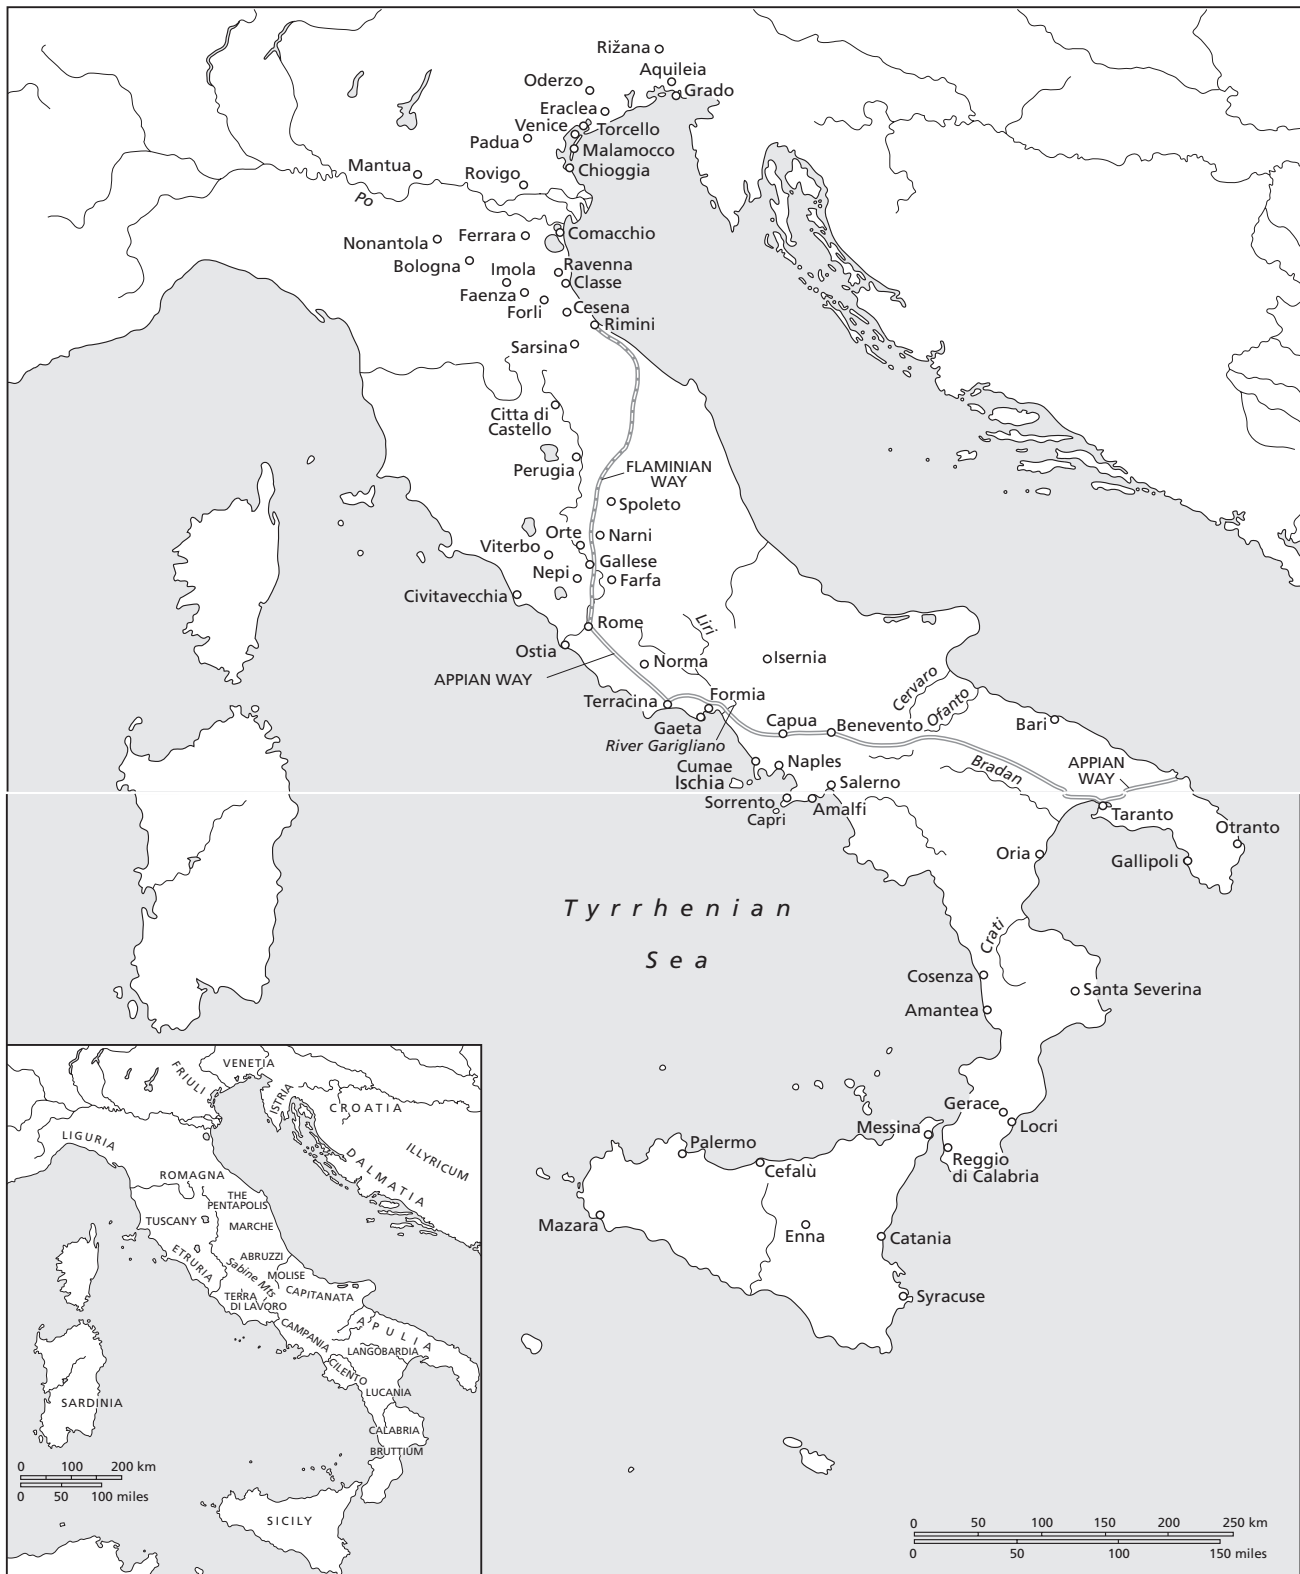 Rižana
Aquileia
Oderzo
Grado
Eraclea
Venice
Torcello
Padua
Malamocco
Mantua
Rovigo
Chioggia
Po
Nonantola
Ferrara
Comacchio
Bologna
Imola
Ravenna
Classe
Faenza
Forli
Cesena
Rimini
Sarsina
Citta di
Castello
Perugia
FLAMINIAN
WAY
Spoleto
Orte
Narni
Viterbo
Gallese
Nepi
Farfa
Civitavecchia
Rome
Liri
Ostia
Norma
Isernia
APPIAN WAY
Cervaro
Terracina
Formia
Ofanto
Gaeta
Capua
Benevento
Bari
River Garigliano
Cumae
Naples
Bradan
APPIAN
WAY
Ischia
Salerno
Sorrento
Amalfi
Capri
Taranto
Otranto
Oria
Gallipoli
Tyrrhenian
Sea
Crati
Cosenza
Santa Severina
Amantea
Gerace
Locri
Messina
Palermo
Reggio
di Calabria
Cefalù
Mazara
Enna
Catania
Syracuse
0 50 100 150 200 250 km
0 50 100 150 miles
VENETIA
FRIULI
ISTRIA
CROATIA
LIGURIA
ILLYRICUM
DALMATIA
ROMAGNA
THE
PENTAPOLIS
TUSCANY
MARCHE
ETRURIA
ABRUZZI
Sabine Mts
MOLISE
CAPITANATA
TERRA
DI LAVORO
APULIA
CAMPANIA
LANGOBARDIA
CILENTO
LUCANIA
SARDINIA
CALABRIA
BRUTTIUM
0 100 200 km
0 50 100 miles
SICILY